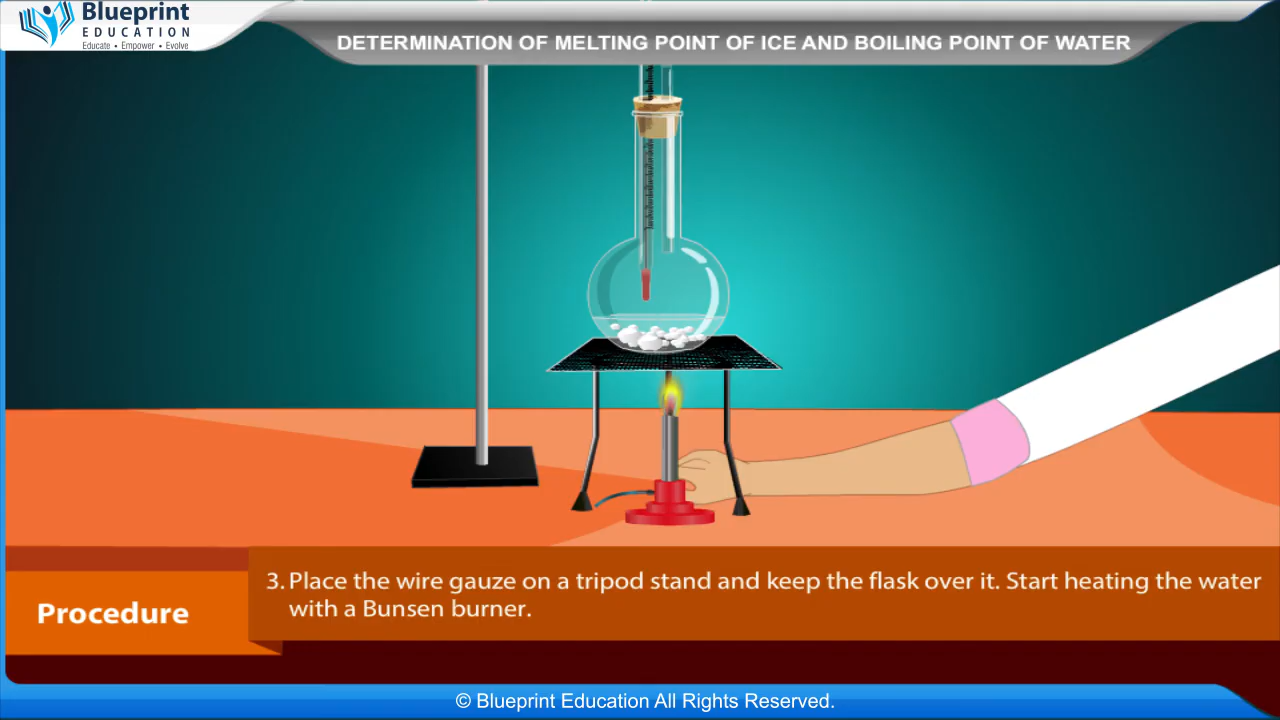 Blueprint
EDUCATION
Educate • Empower • Evolve
DETERMINATION OF MELTING POINT OF ICE AND BOILING POINT OF WATER
3. Place the wire gauze on a tripod stand and keep the flask over it. Start heating the water
with a Bunsen burner.
Procedure
© Blueprint Education All Rights Reserved.